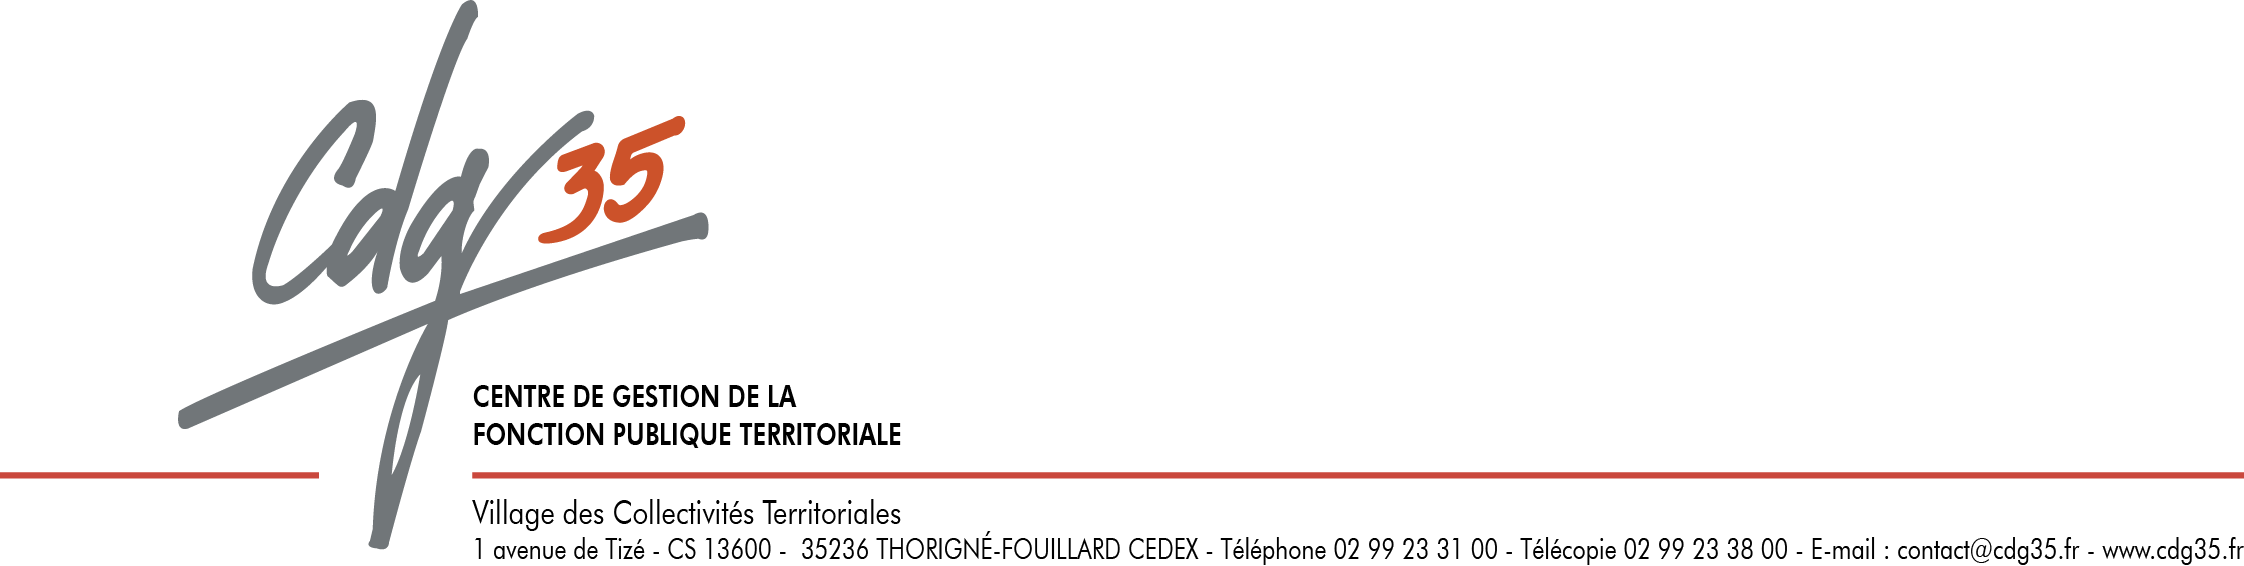 Cdg 35
CENTRE DE GESTION DE LA
FONCTION PUBLIQUE TERRITORIALE
Village des Collectivités Territoriales
1 avenue de Tizé - CS 13600 -  35236 THORIGNÉ-FOUILLARD CEDEX - Téléphone 02 99 23 31 00 - Télécopie 02 99 23 38 00 - E-mail : contact@cdg35.fr - www.cdg35.fr